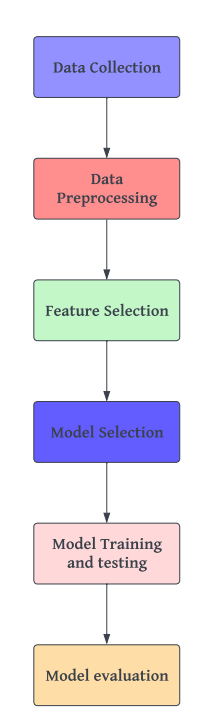 Data Collection
Data
Preprocessing
Feature Selection
Model Selection
Model Training
and testing
Model evaluation